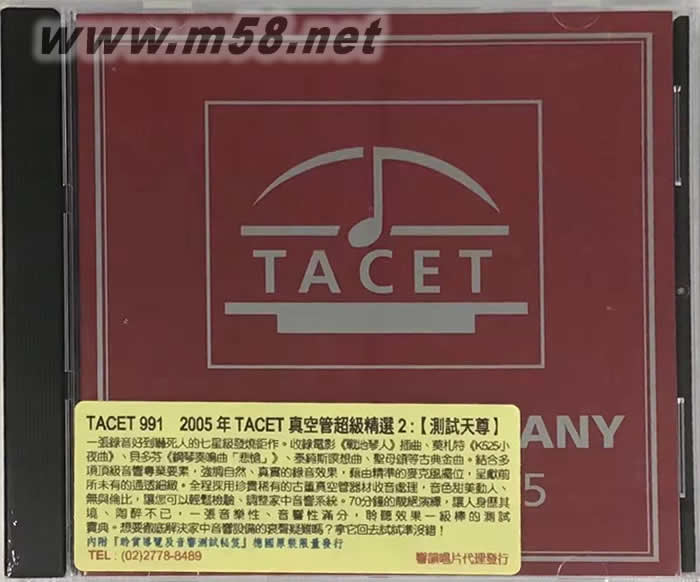 www.m58.net
TACET
ANY
5
TACET 991 2005年 TACET 真空管超級精選2:【測試天尊】
一張錄音好到嚇死人的七星級發燒鉅作。收錄電影《戰地琴人》插曲、莫札特《K525小
夜曲》、貝多芬《鋼琴奏鳴曲「悲愴」》、泰綺斯瞑想曲、聖母頌等古典金曲。結合多
項頂級音響專業要素,強調自然、真實的錄音效果,藉由精準的麥克風擺位,呈獻前
所未有的通透細緻。全程採用珍貴稀有的古董真空管器材收音處理,音色甜美動人、
無與倫比,讓您可以輕鬆檢驗、調整家中音響系統。70分鐘的靚絕演繹,讓人身歷其
境、陶醉不已,一張音樂性、音響性滿分,聆聽效果一級棒的測試
寶典。想要徹底解決家中音響設備的衰聲疑難嗎?拿它回去試試準沒錯!
內附『聆賞導覽及音響測試秘笈』德國原裝限量發行
TEL:(02)2778-8489 響韻唱片代理發行